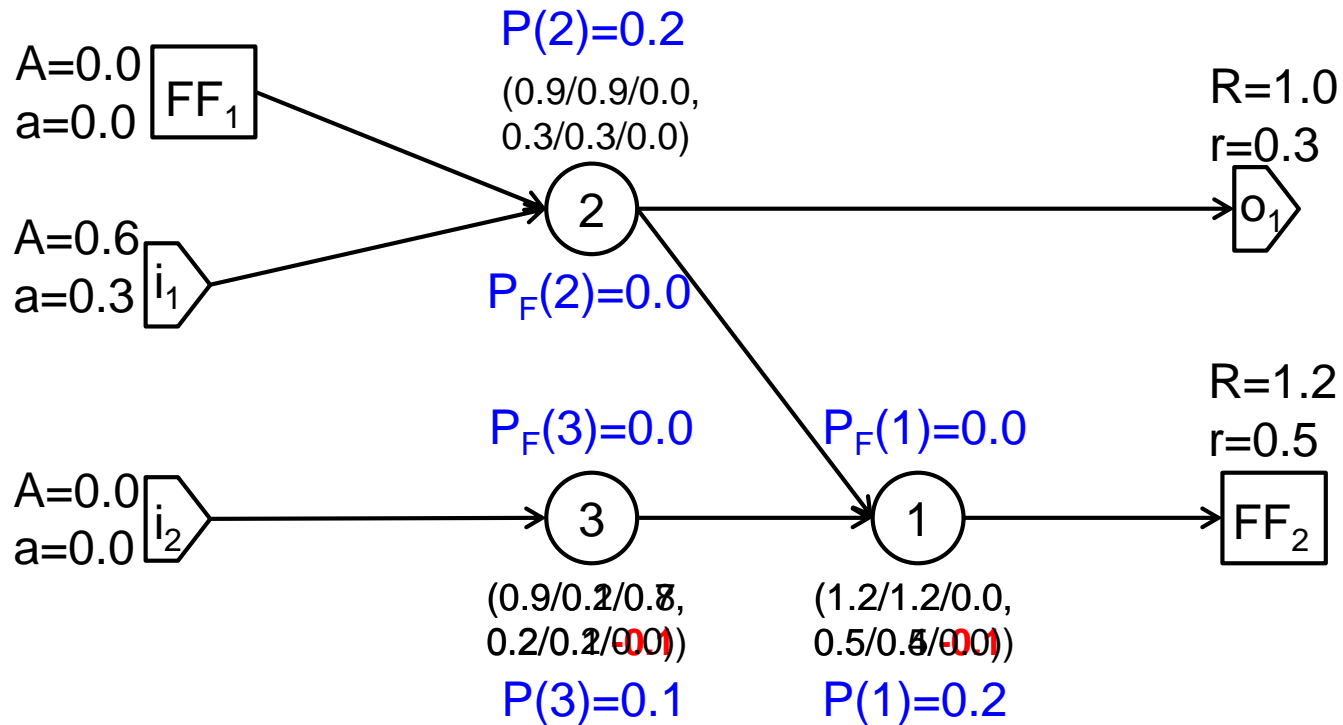 P(2)=0.2
A=0.0
a=0.0
FF₁
(0.9/0.9/0.0,
0.3/0.3/0.0)
R=1.0
r=0.3
2
o₁
A=0.6
a=0.3
i₁
P_F(2)=0.0
R=1.2
r=0.5
P_F(3)=0.0
P_F(1)=0.0
A=0.0
a=0.0
i₂
3
1
FF₂
(1.2/1.2/0.0,
P(3)=0.1
P(1)=0.2